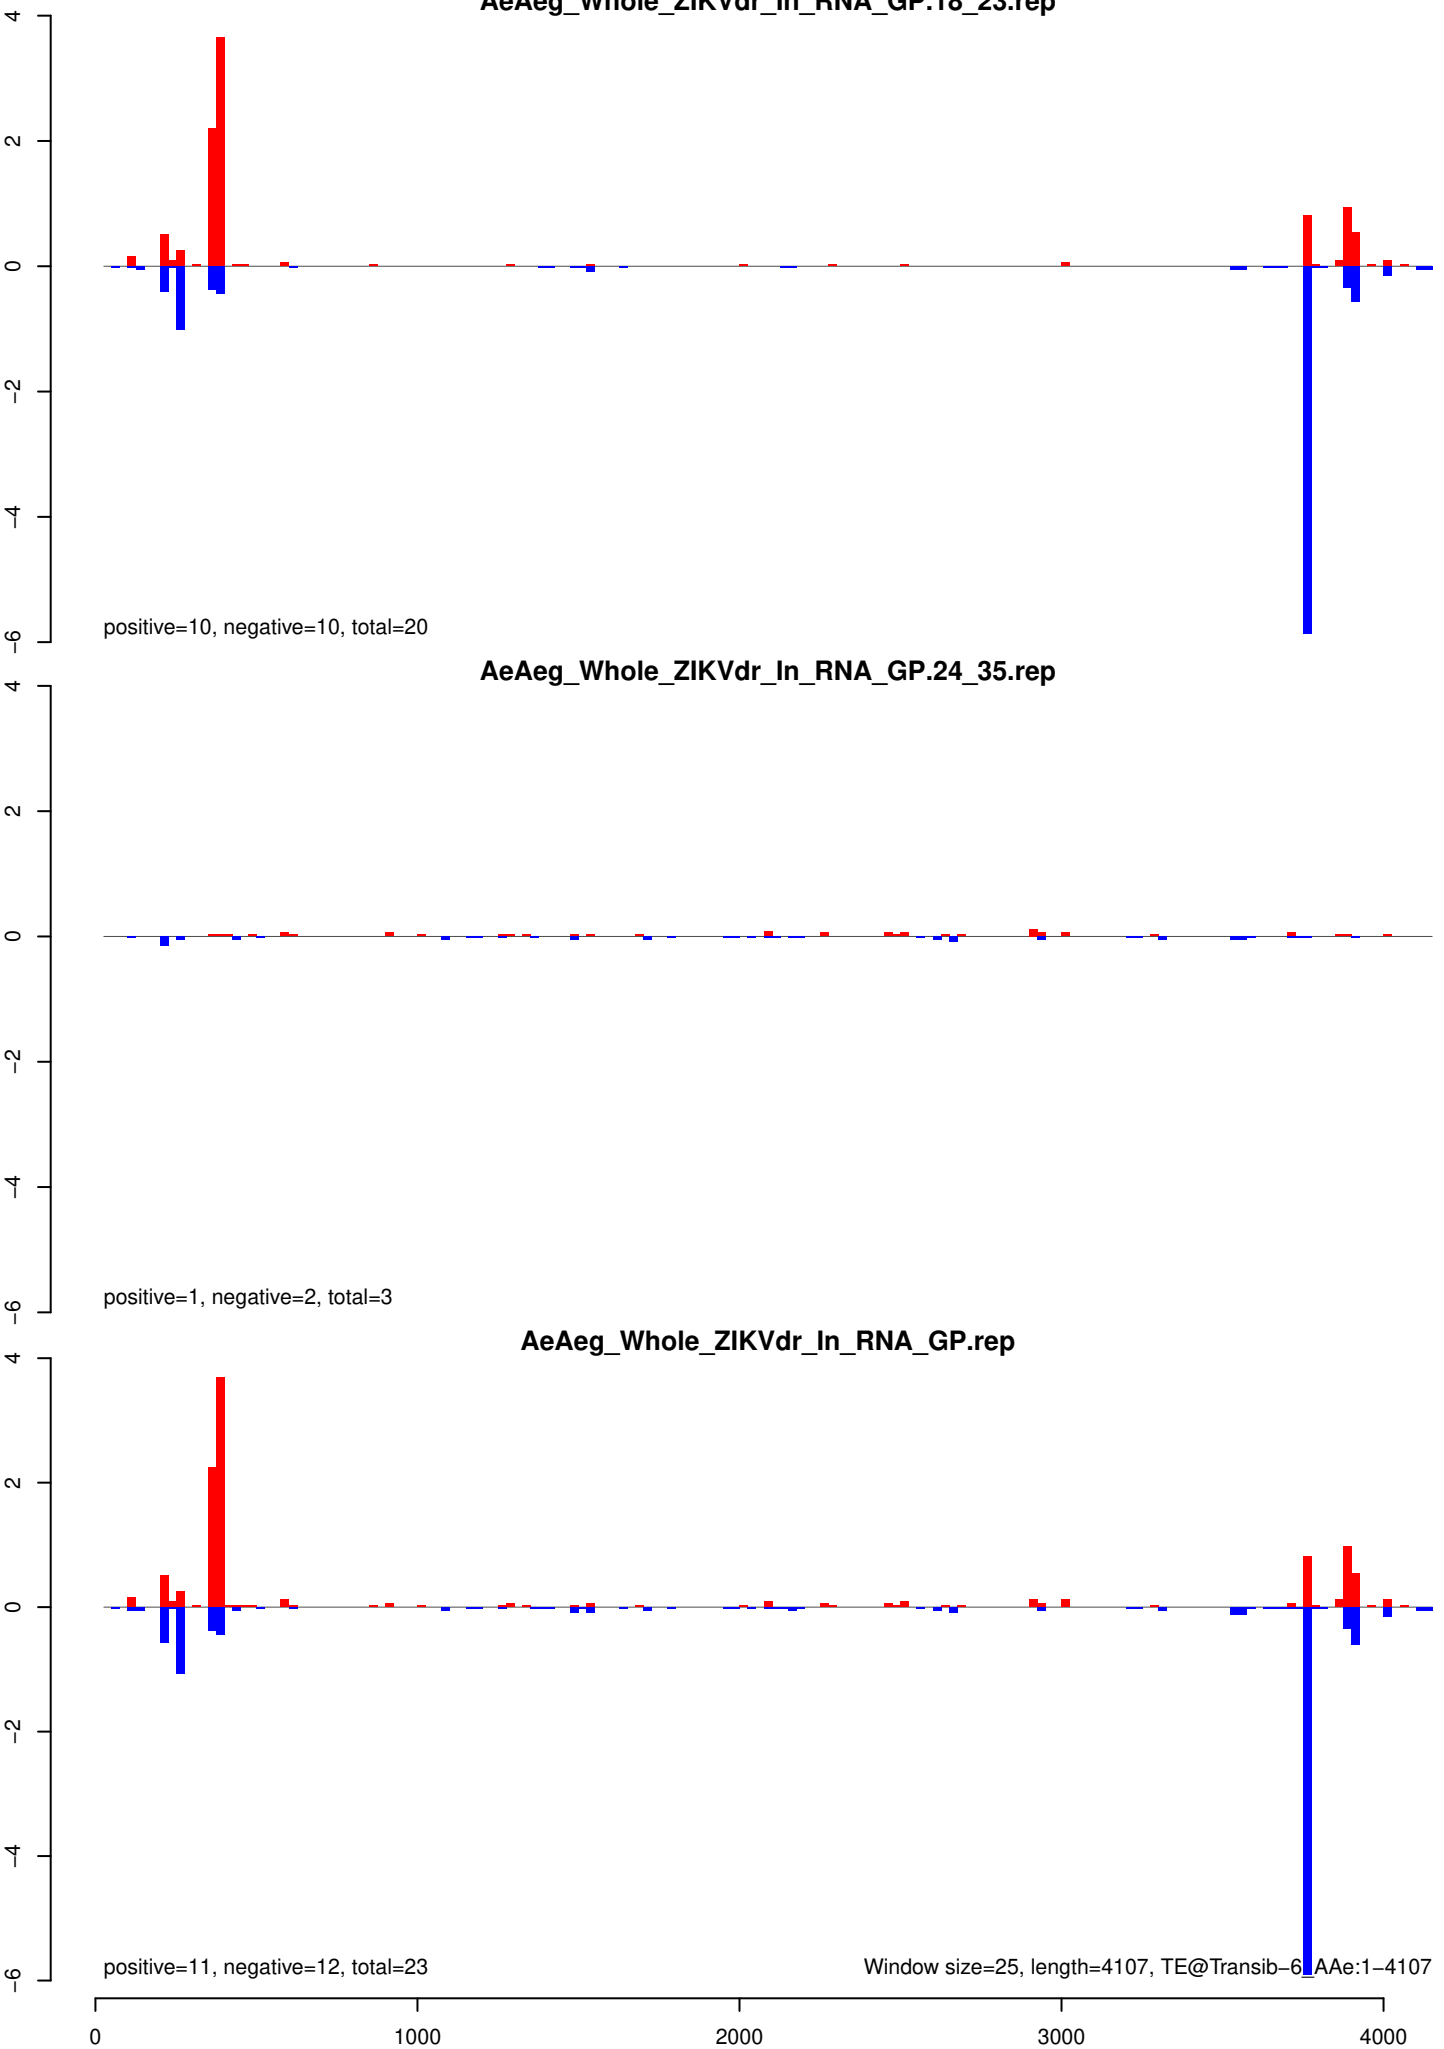 AeAeg_Whole_ZIKVdr_In_RNA_GP.18_23.rep
4
2
0
−2
−4
−6
positive=10, negative=10, total=20
AeAeg_Whole_ZIKVdr_In_RNA_GP.24_35.rep
4
2
0
−2
−4
−6
positive=1, negative=2, total=3
AeAeg_Whole_ZIKVdr_In_RNA_GP.rep
4
2
0
−2
−4
−6
positive=11, negative=12, total=23
Window size=25, length=4107, TE@Transib−6_AAe:1−4107
0 1000 2000 3000 4000